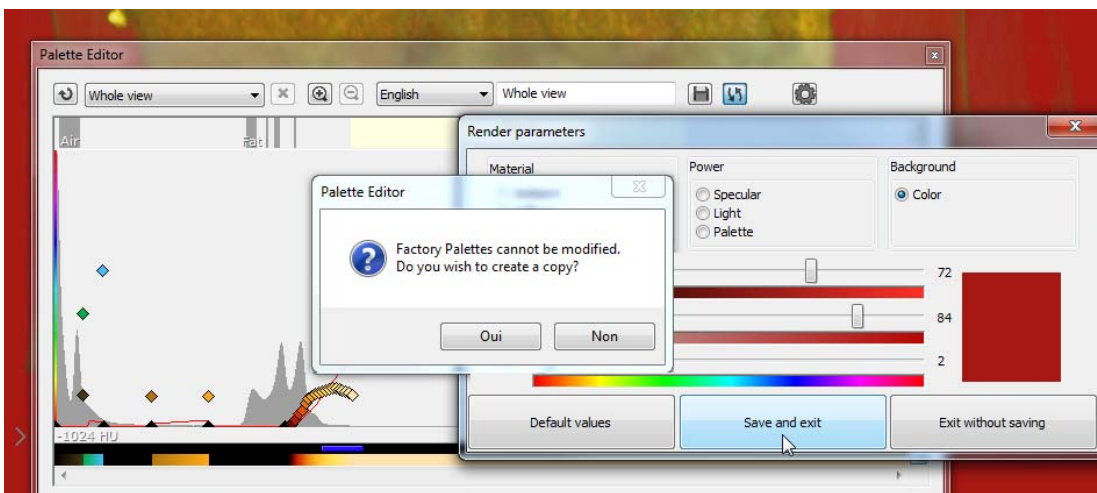 Palette Editor
Whole view
English
Whole view
Air
Fat
Render parameters
Material
Power
Background
Specular
Color
Light
Palette
Palette Editor
Factory Palettes cannot be modified.
Do you wish to create a copy?
Oui
Non
72
84
2
-1024 HU
Default values
Save and exit
Exit without saving